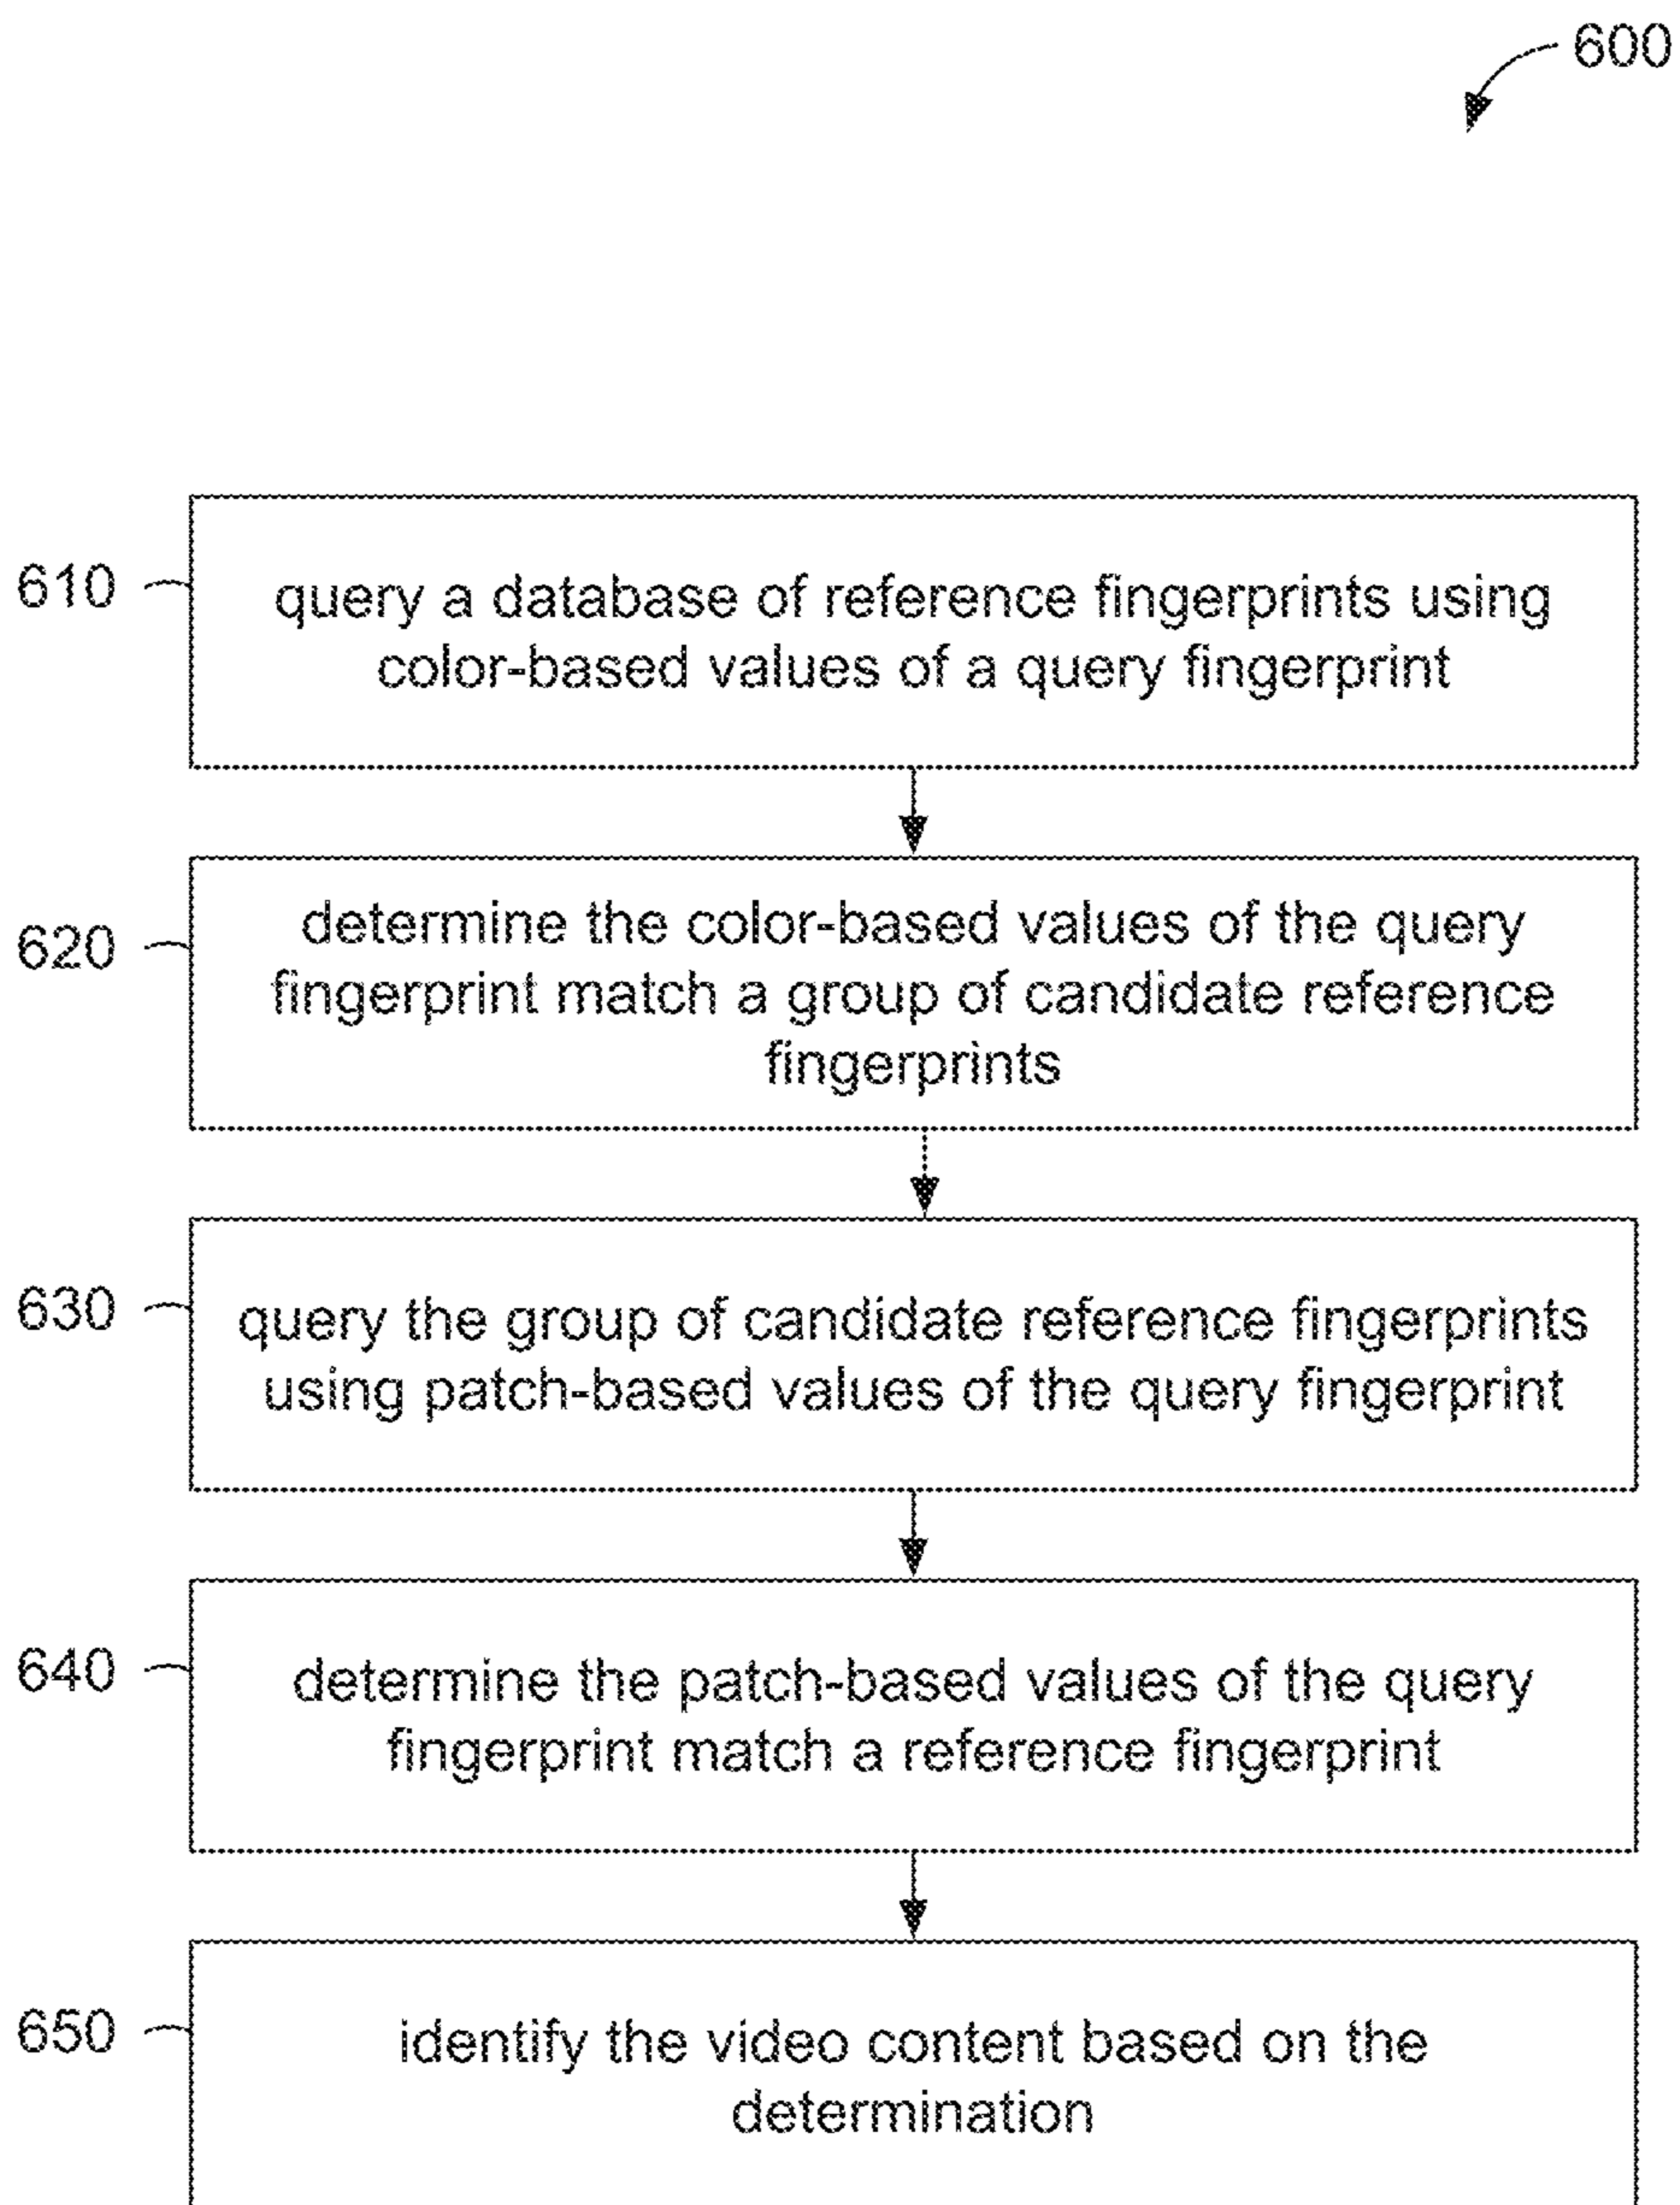 600
610
query a database of reference fingerprints using
color-based values of a query fingerprint
620
determine the color-based values of the query
fingerprint match a group of candidate reference
fingerprints
630
query the group of candidate reference fingerprints
using patch-based values of the query fingerprint
640
determine the patch-based values of the query
fingerprint match a reference fingerprint
650
identify the video content based on the
determination